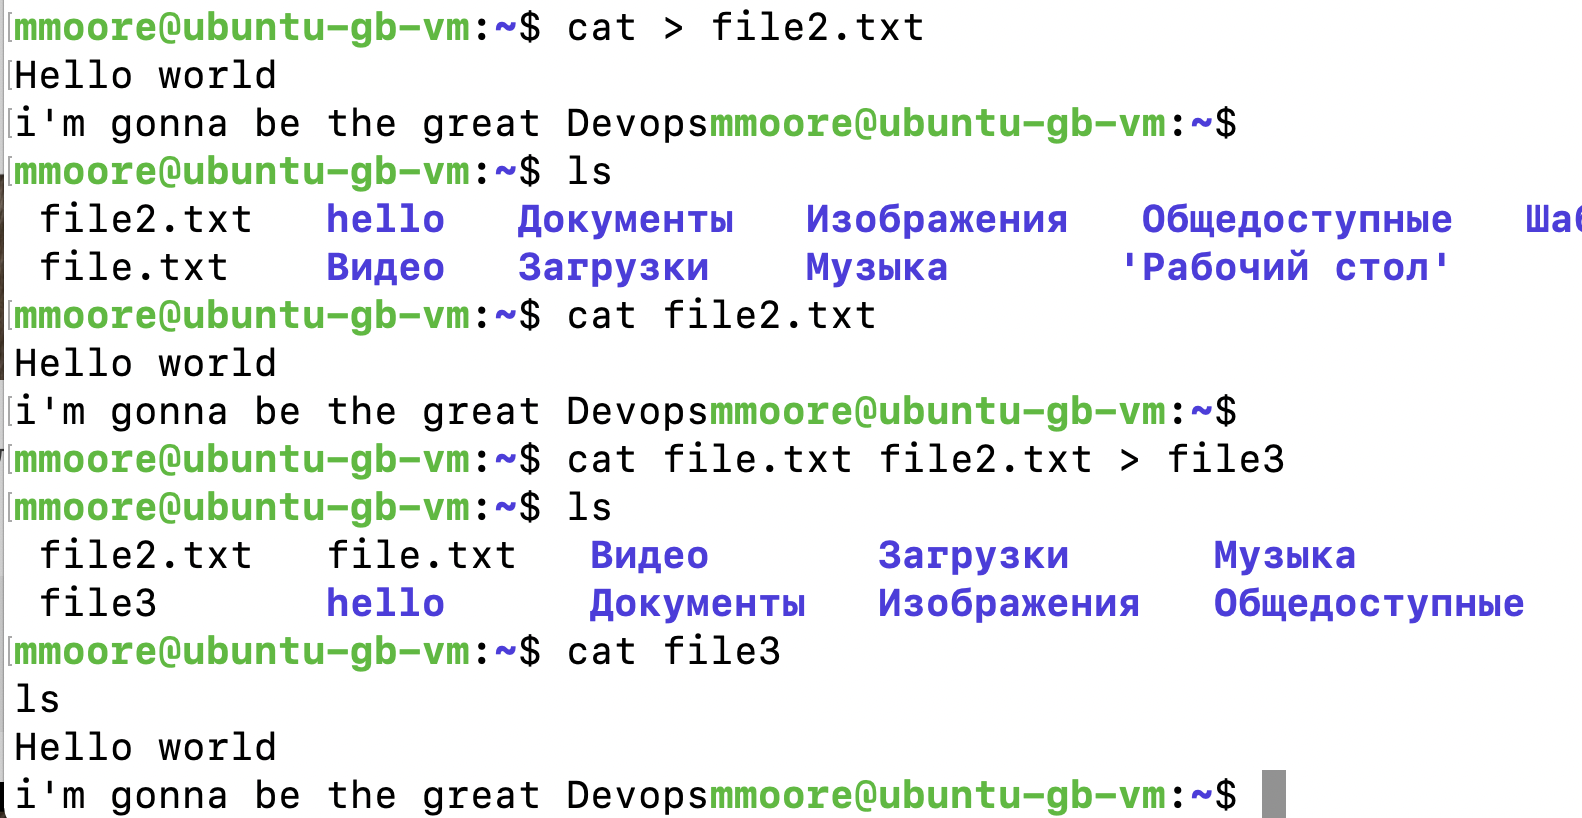 mmoore@ubuntu-gb-vm:~$ cat > file2.txt
Hello world
i'm gonna be the great Devopsmmoore@ubuntu-gb-vm:~$
mmoore@ubuntu-gb-vm:~$ ls
file2.txt hello Документы Изображения Общедоступные
file.txt Видео Загрузки Музыка 'Рабочий стол'
mmoore@ubuntu-gb-vm:~$ cat file2.txt
Hello world
i'm gonna be the great Devopsmmoore@ubuntu-gb-vm:~$
mmoore@ubuntu-gb-vm:~$ cat file.txt file2.txt > file3
mmoore@ubuntu-gb-vm:~$ ls
file2.txt file.txt Видео Загрузки Музыка
file3 hello Документы Изображения Общедоступные
mmoore@ubuntu-gb-vm:~$ cat file3
ls
Hello world
i'm gonna be the great Devopsmmoore@ubuntu-gb-vm:~$